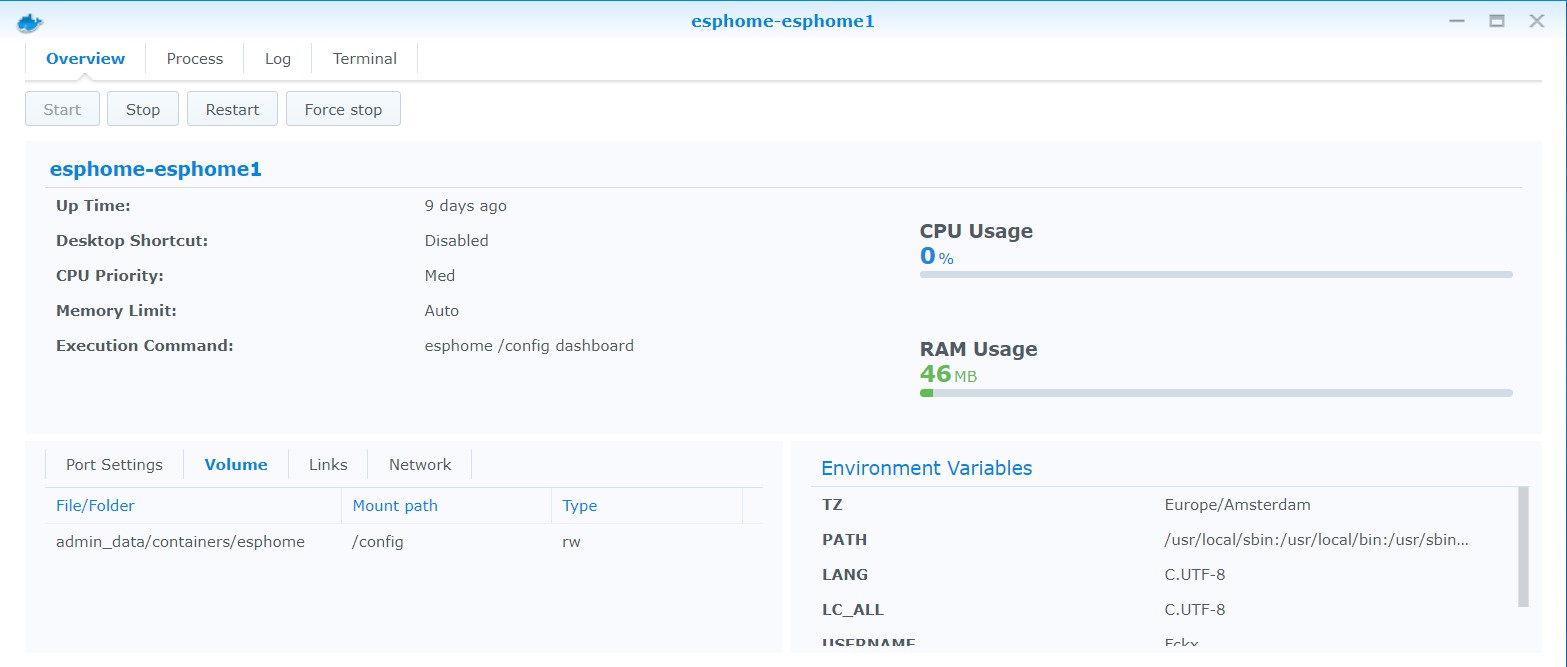 esphome-esphome1
Overview Process Log Terminal
Start Stop Restart Force stop
esphome-esphome1
Up Time: 9 days ago
Desktop Shortcut: Disabled
CPU Priority: Med
Memory Limit: Auto
Execution Command: esphome /config dashboard
CPU Usage
0 %
RAM Usage
46 MB
Port Settings Volume Links Network
File/Folder Mount path Type
admin_data/containers/esphome /config rw
Environment Variables
TZ Europe/Amsterdam
PATH /usr/local/sbin:/usr/local/bin:/usr/sbin...
LANG C.UTF-8
LC_ALL C.UTF-8
USERNAME